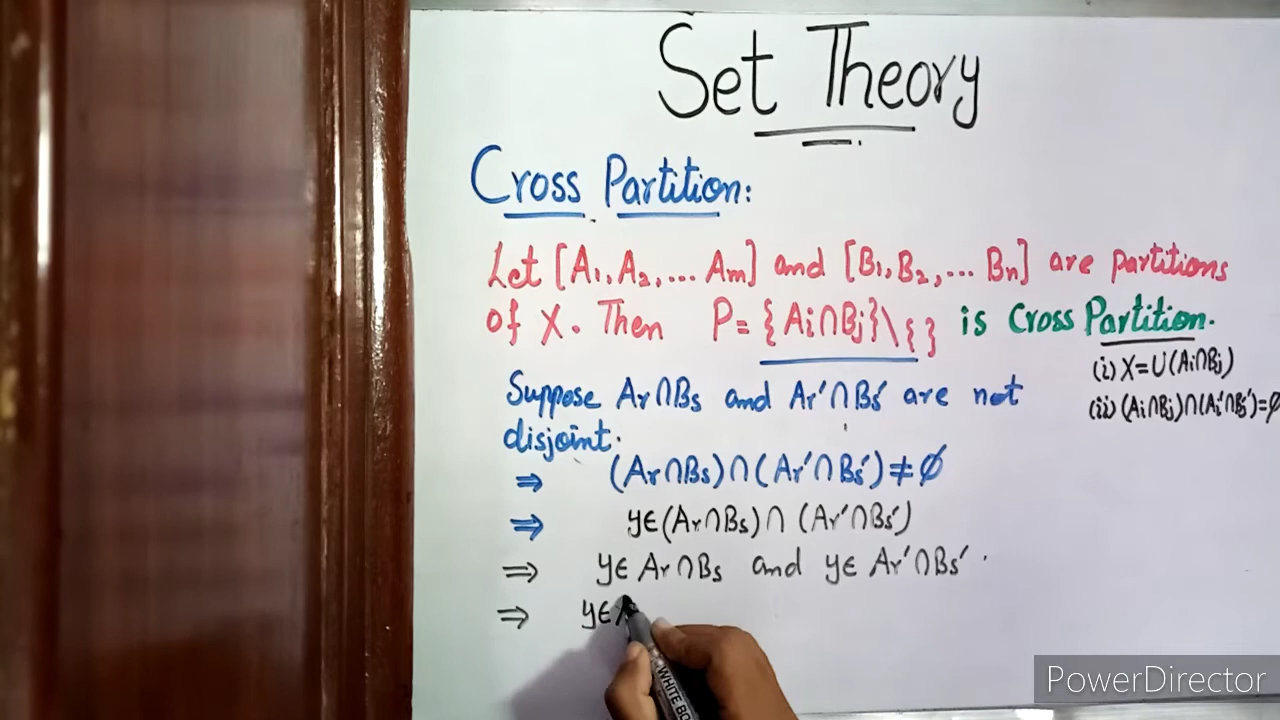 Set Theory
Cross Partition:
Let [A₁, A₂, ... Am] and [B₁, B₂, ... Bn] are partitions
of X. Then P = {Ai∩Bj}\{ } is Cross Partition.
(i) X=∪(Ai∩Bj)
(ii) (Ai∩Bj)∩(Ai′∩Bj′)=∅
Suppose Ar∩Bs and Ar′∩Bs′ are not
disjoint.
⇒ (Ar∩Bs)∩(Ar′∩Bs′)≠∅
⇒ y∈(Ar∩Bs)∩(Ar′∩Bs′)
⇒ y∈ Ar∩Bs and y∈ Ar′∩Bs′.
⇒ y∈
WHITE BO
PowerDirector